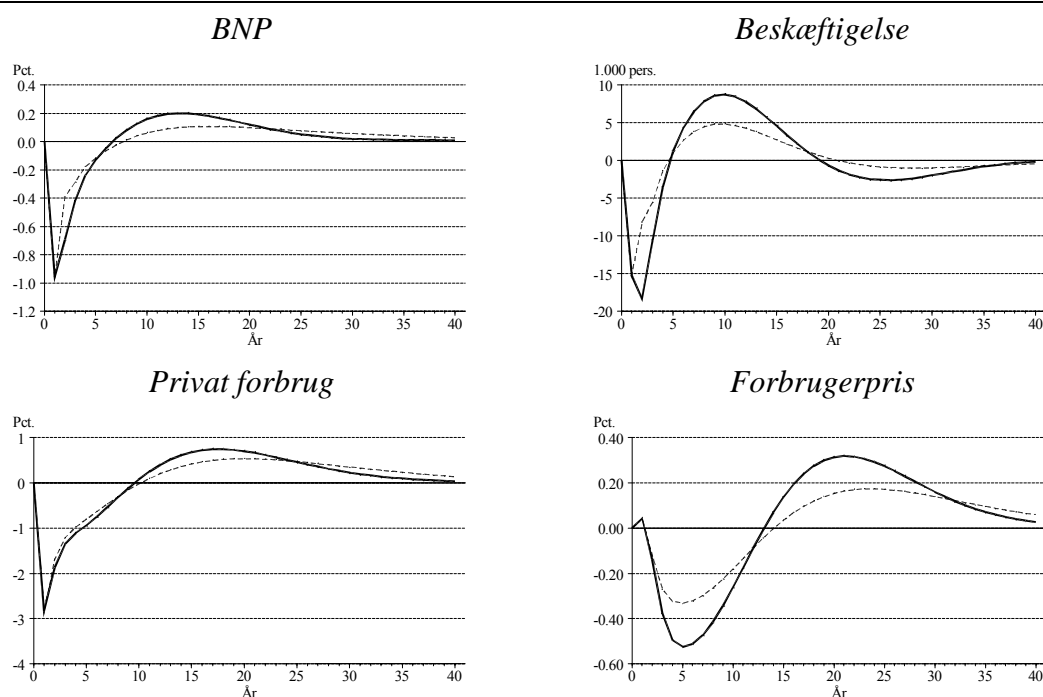 BNP
Pct.
0.4
0.2
0.0
-0.2
-0.4
-0.6
-0.8
-1.0
-1.2
0 5 10 15 20 25 30 35 40
År
Beskæftigelse
1.000 pers.
10
5
0
-5
-10
-15
-20
0 5 10 15 20 25 30 35 40
År
Privat forbrug
Pct.
1
0
-1
-2
-3
-4
0 5 10 15 20 25 30 35 40
År
Forbrugerpris
Pct.
0.40
0.20
0.00
-0.20
-0.40
-0.60
0 5 10 15 20 25 30 35 40
År